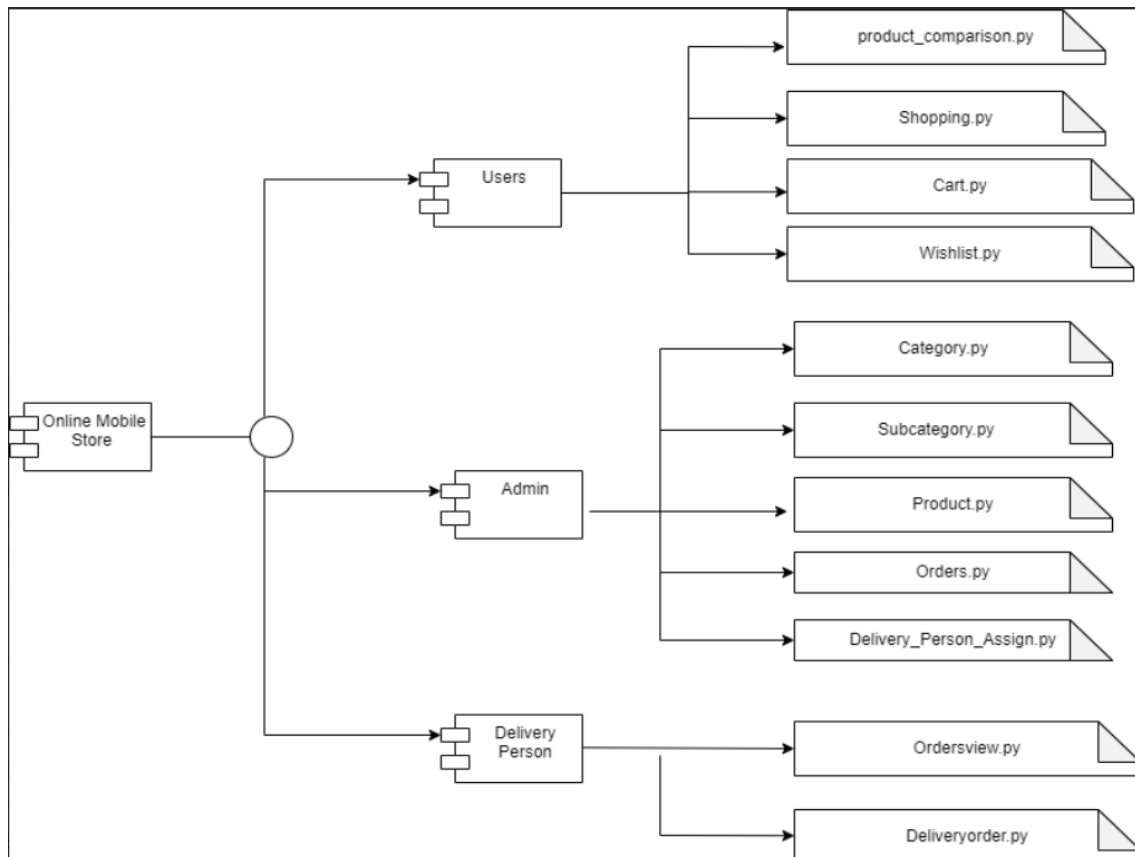 product_comparison.py
Shopping.py
Users
Cart.py
Wishlist.py
Category.py
Online Mobile
Store
Subcategory.py
Admin
Product.py
Orders.py
Delivery_Person_Assign.py
Delivery
Person
Ordersview.py
Deliveryorder.py